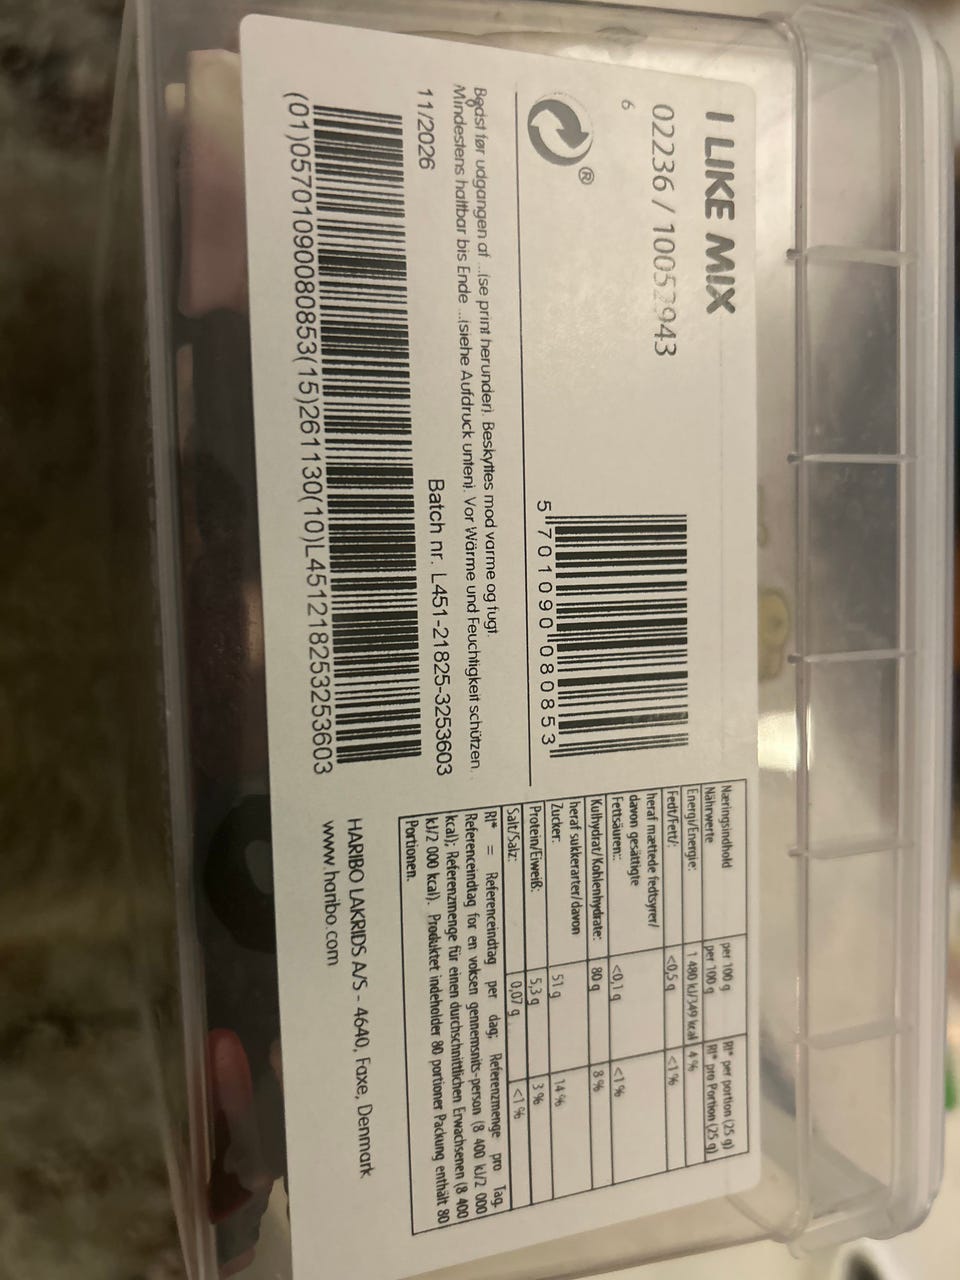 I LIKE MIX
02236 / 10052943
6
®
5 701090 080853
Bedst før udgangen af ...(se print herunder). Beskyttes mod varme og fugt.
Mindestens haltbar bis Ende ...(siehe Aufdruck unten). Vor Wärme und Feuchtigkeit schützen.
11/2026
Batch nr. L451-21825-3253603
(01)05701090080853(15)261130(10)L451218253253603
Næringsindhold per 100 g RI* per portion (25 g)
Nährwerte per 100 g RI* pro Portion (25 g)
Energi/Energie: 1 480 kJ/349 kcal 4 %
Fedt/Fett/: <0,5 g <1 %
heraf mættede fedtsyrer/
davon gesättigte
Fettsäuren:: <0,1 g <1 %
Kulhydrat/Kohlenhydrate: 80 g 8 %
heraf sukkerarter/davon
Zucker: 51 g 14 %
Protein/Eiweiß: 5,3 g 3 %
Salt/Salz: 0,07 g <1 %
RI* = Referenceindtag per dag; Referenzmenge pro Tag.
Referenceindtag for en voksen gennemsnits-person (8 400 kJ/2 000
kcal); Referenzmenge für einen durchschnittlichen Erwachsenen (8 400
kJ/2 000 kcal). Produktet indeholder 80 portioner Packung enthält 80
Portionen.
HARIBO LAKRIDS A/S - 4640, Faxe, Denmark
www.haribo.com